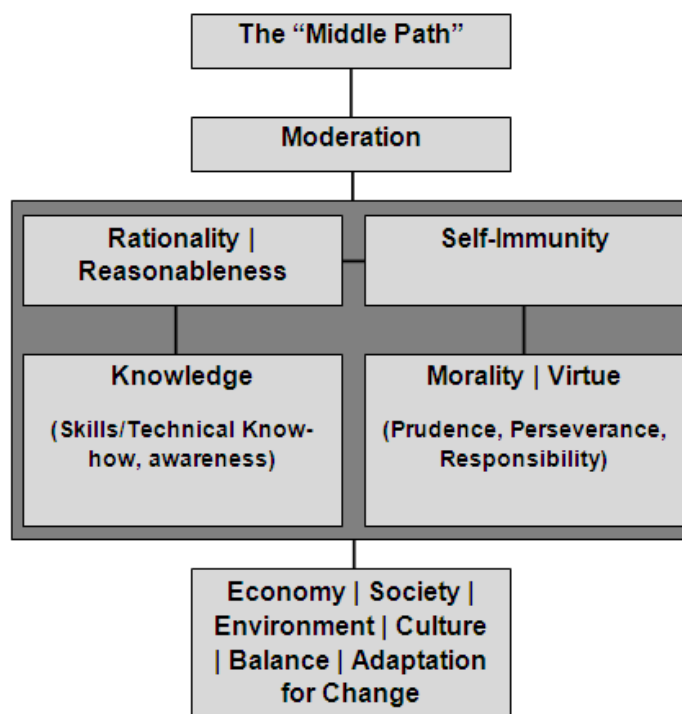 The “Middle Path”
Moderation
Rationality |
Reasonableness
Self-Immunity
Knowledge
(Skills/Technical Know-
how, awareness)
Morality | Virtue
(Prudence, Perseverance,
Responsibility)
Economy | Society |
Environment | Culture
| Balance | Adaptation
for Change